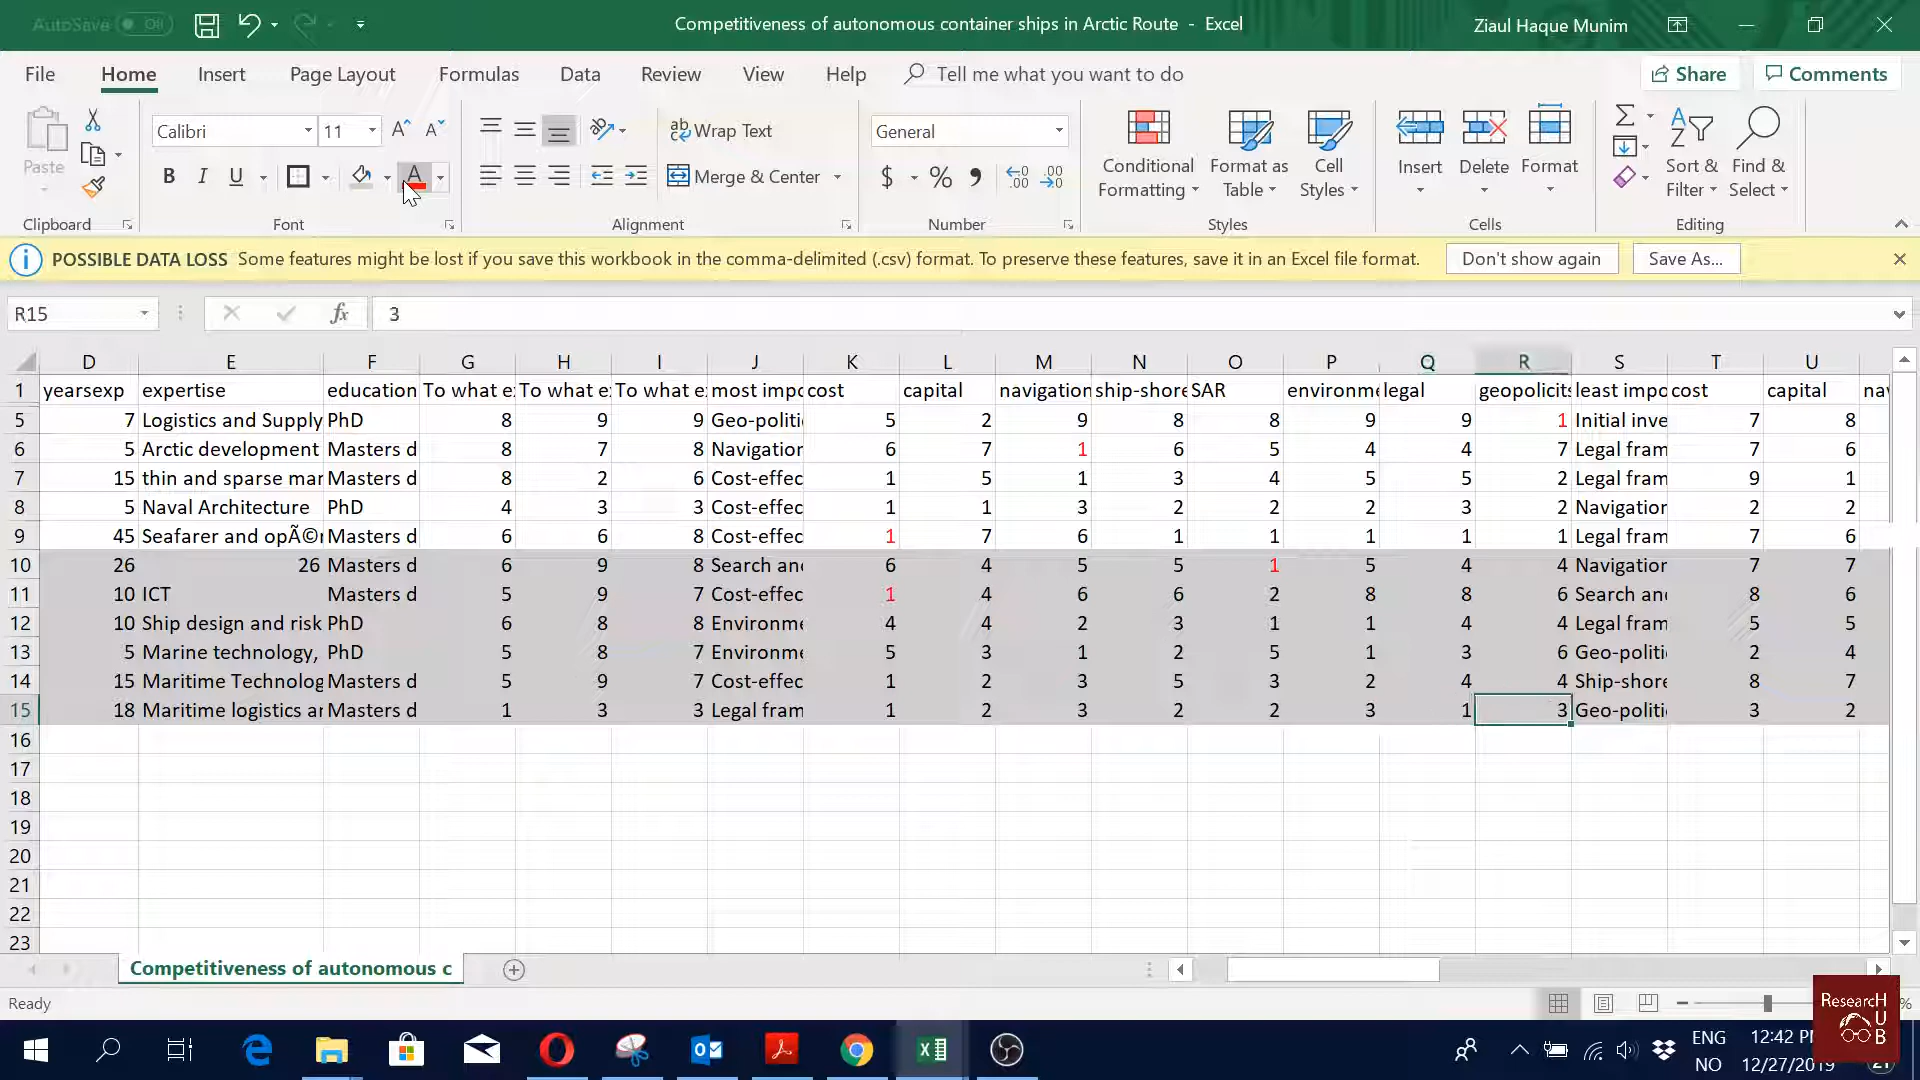 AutoSave Off Competitiveness of autonomous container ships in Arctic Route - Excel Ziaul Haque Munim
File Home Insert Page Layout Formulas Data Review View Help Tell me what you want to do Share Comments
Paste Calibri 11 Wrap Text General Conditional Formatting Format as Table Cell Styles Insert Delete Format Sort & Filter Find & Select
B I U A Merge & Center $ %
Clipboard Font Alignment Number Styles Cells Editing
POSSIBLE DATA LOSS Some features might be lost if you save this workbook in the comma-delimited (.csv) format. To preserve these features, save it in an Excel file format. Don't show again Save As...
R15 fx 3
D E F G H I J K L M N O P Q R S T U
1 yearsexp expertise education To what e To what e To what e most impo cost capital navigation ship-shore SAR environme legal geopolicits least impo cost capital nav
5 7 Logistics and Supply PhD 8 9 9 Geo-politi 5 2 9 8 8 9 9 1 Initial inve 7 8
6 5 Arctic development Masters d 8 7 8 Navigation 6 7 1 6 5 4 4 7 Legal fram 7 6
7 15 thin and sparse mar Masters d 8 2 6 Cost-effec 1 5 1 3 4 5 5 2 Legal fram 9 1
8 5 Naval Architecture PhD 4 3 3 Cost-effec 1 1 3 2 2 2 3 2 Navigation 2 2
9 45 Seafarer and opÃ©r Masters d 6 6 8 Cost-effec 1 7 6 1 1 1 1 1 Legal fram 7 6
10 26 26 Masters d 6 9 8 Search and 6 4 5 5 1 5 4 4 Navigation 7 7
11 10 ICT Masters d 5 9 7 Cost-effec 1 4 6 6 2 8 8 6 Search and 8 6
12 10 Ship design and risk PhD 6 8 8 Environme 4 4 2 3 1 1 4 4 Legal fram 5 5
13 5 Marine technology, PhD 5 8 7 Environme 5 3 1 2 5 1 3 6 Geo-politi 2 4
14 15 Maritime Technolog Masters d 5 9 7 Cost-effec 1 2 3 5 3 2 4 4 Ship-shore 8 7
15 18 Maritime logistics ar Masters d 1 3 3 Legal fram 1 2 3 2 2 3 1 3 Geo-politi 3 2
16
17
18
19
20
21
22
23
Competitiveness of autonomous c
Ready %
ResearcH
U
B
ENG 12:42 PM
NO 12/27/2019